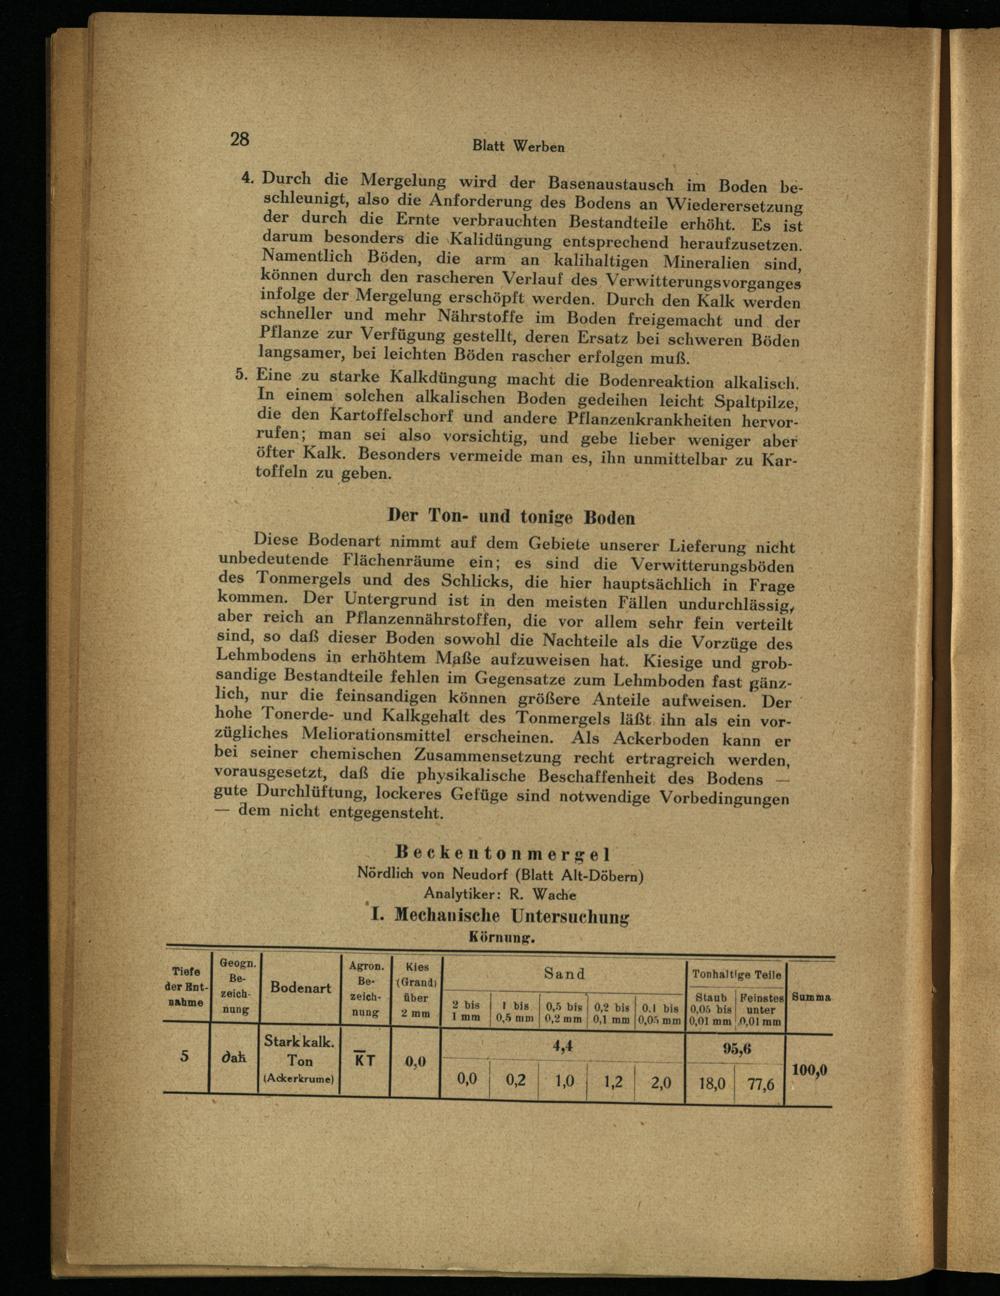 28
Blatt Werben
4. Durch die Mergelung wird der Basenaustausch im Boden be-
schleunigt, also die Anforderung des Bodens an Wiederersetzung
der durch die Ernte verbrauchten Bestandteile erhöht. Es ist
darum besonders die Kalidüngung entsprechend heraufzusetzen.
Namentlich Böden, die arm an kalihaltigen Mineralien sind,
können durch den rascheren Verlauf des Verwitterungsvorganges
infolge der Mergelung erschöpft werden. Durch den Kalk werden
schneller und mehr Nährstoffe im Boden freigemacht und der
Pflanze zur Verfügung gestellt, deren Ersatz bei schweren Böden
langsamer, bei leichten Böden rascher erfolgen muß.
5. Eine zu starke Kalkdüngung macht die Bodenreaktion alkalisch.
In einem solchen alkalischen Boden gedeihen leicht Spaltpilze,
die den Kartoffelschorf und andere Pflanzenkrankheiten hervor-
rufen; man sei also vorsichtig, und gebe lieber weniger aber
öfter Kalk. Besonders vermeide man es, ihn unmittelbar zu Kar-
toffeln zu geben.
Der Ton- und tonige Boden
Diese Bodenart nimmt auf dem Gebiete unserer Lieferung nicht
unbedeutende Flächenräume ein; es sind die Verwitterungsböden
des Tonmergels und des Schlicks, die hier hauptsächlich in Frage
kommen. Der Untergrund ist in den meisten Fällen undurchlässig,
aber reich an Pflanzennährstoffen, die vor allem sehr fein verteilt
sind, so daß dieser Boden sowohl die Nachteile als die Vorzüge des
Lehmbodens in erhöhtem Maße aufzuweisen hat. Kiesige und grob-
sandige Bestandteile fehlen im Gegensatze zum Lehmboden fast gänz-
lich, nur die feinsandigen können größere Anteile aufweisen. Der
hohe Tonerde- und Kalkgehalt des Tonmergels läßt ihn als ein vor-
zügliches Meliorationsmittel erscheinen. Als Ackerboden kann er
bei seiner chemischen Zusammensetzung recht ertragreich werden,
vorausgesetzt, daß die physikalische Beschaffenheit des Bodens —
gute Durchlüftung, lockeres Gefüge sind notwendige Vorbedingungen
— dem nicht entgegensteht.
Beckentonmergel
Nördlich von Neudorf (Blatt Alt-Döbern)
Analytiker: R. Wache
I. Mechanische Untersuchung
Körnung.
Tiefe
der Ent-
nahme
Geogn.
Be-
zeich-
nung
Bodenart
Agron.
Be-
zeich-
nung
Kies
(Grand)
über
2 mm
Sand
2 bis
1 mm
1 bis
0,5 mm
0,5 bis
0,2 mm
0,2 bis
0,1 mm
0,1 bis
0,05 mm
Tonhaltige Teile
Staub
0,05 bis
0,01 mm
Feinstes
unter
0,01 mm
Summa
5
∂ah
Stark kalk.
Ton
(Ackerkrume)
K̅T
0,0
4,4
0,0 0,2 1,0 1,2 2,0
95,6
18,0 77,6
100,0